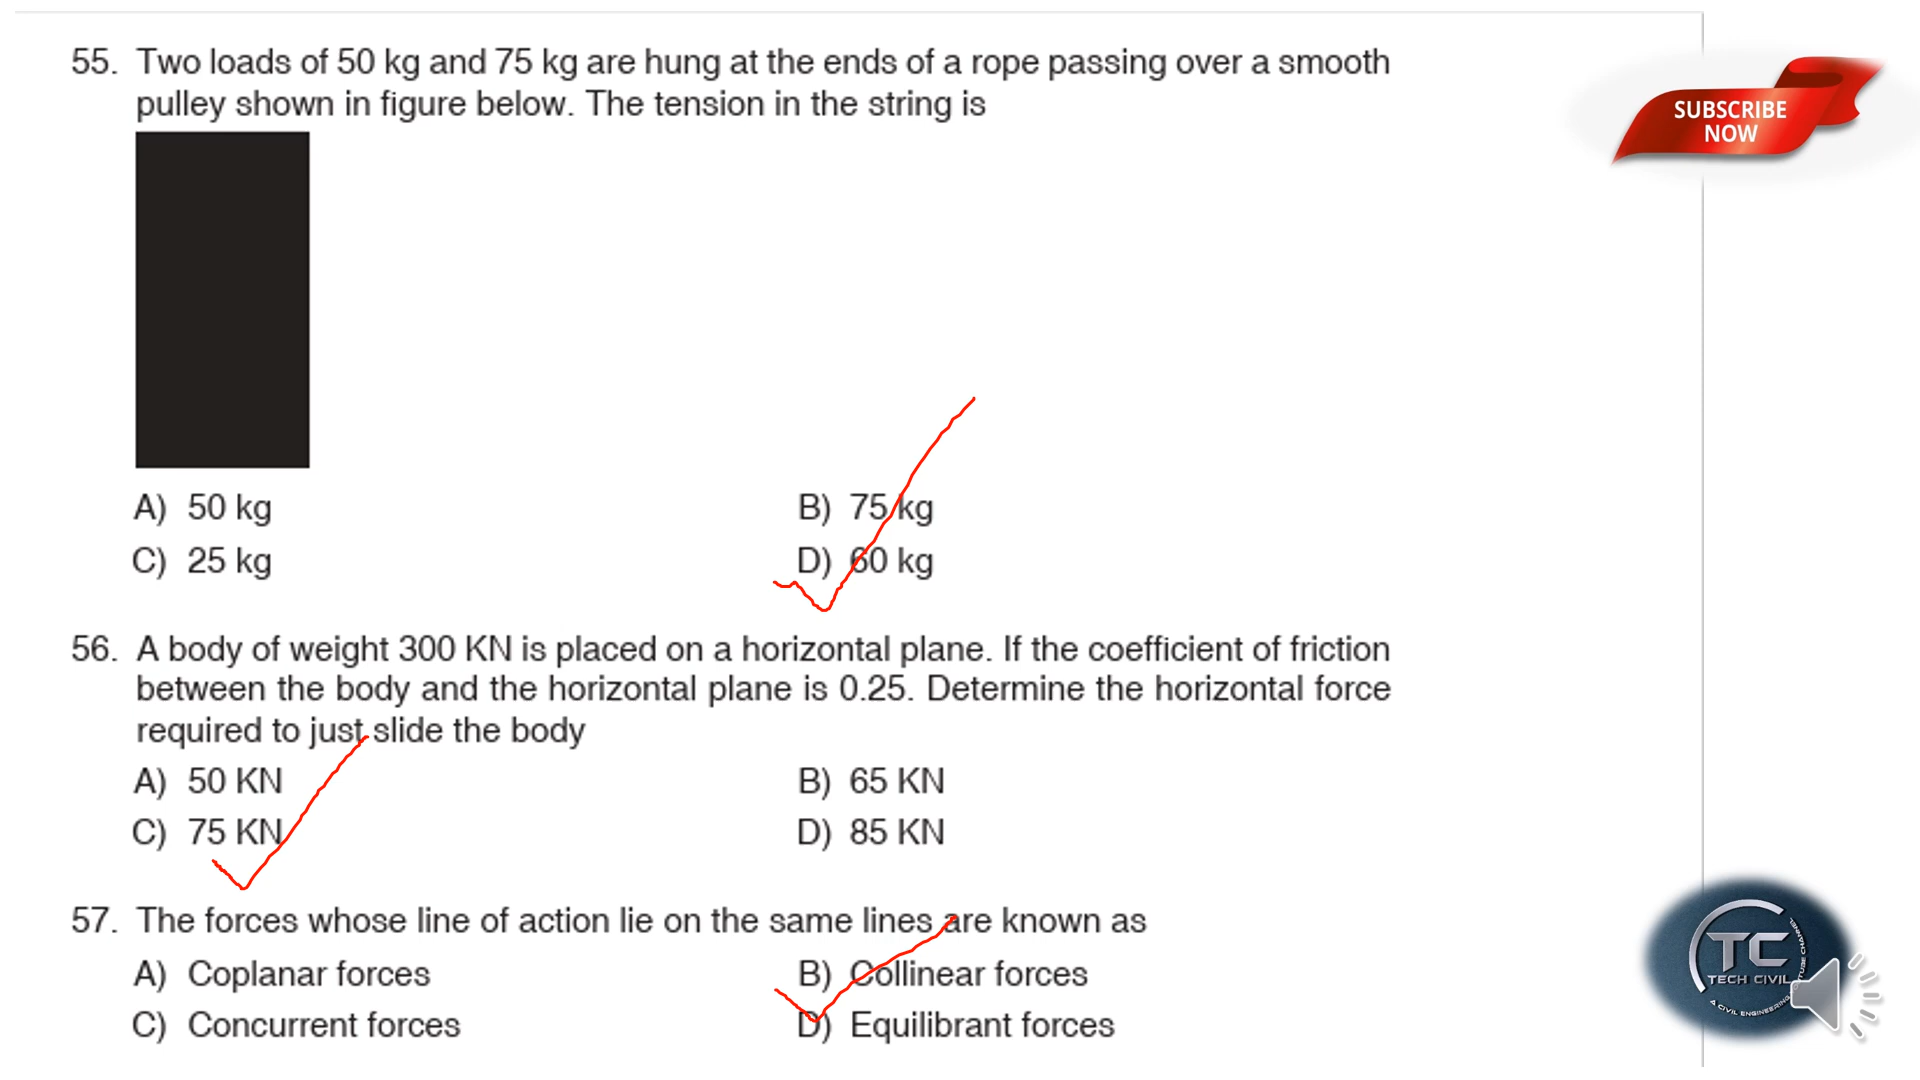 55. Two loads of 50 kg and 75 kg are hung at the ends of a rope passing over a smooth
pulley shown in figure below. The tension in the string is
A) 50 kg
B) 75 kg
C) 25 kg
D) 60 kg
56. A body of weight 300 KN is placed on a horizontal plane. If the coefficient of friction
between the body and the horizontal plane is 0.25. Determine the horizontal force
required to just slide the body
A) 50 KN
B) 65 KN
C) 75 KN
D) 85 KN
57. The forces whose line of action lie on the same lines are known as
A) Coplanar forces
B) Collinear forces
C) Concurrent forces
D) Equilibrant forces
SUBSCRIBE
NOW
TC
TECH CIVIL